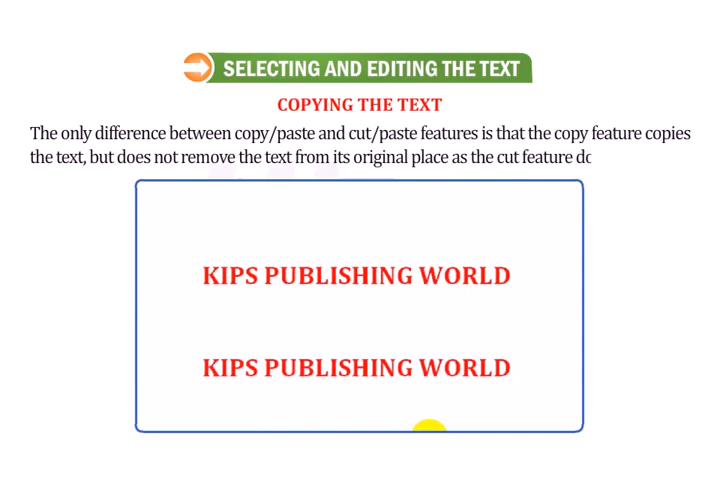 SELECTING AND EDITING THE TEXT
COPYING THE TEXT
The only difference between copy/paste and cut/paste features is that the copy feature copies
the text, but does not remove the text from its original place as the cut feature
KIPS PUBLISHING WORLD
KIPS PUBLISHING WORLD